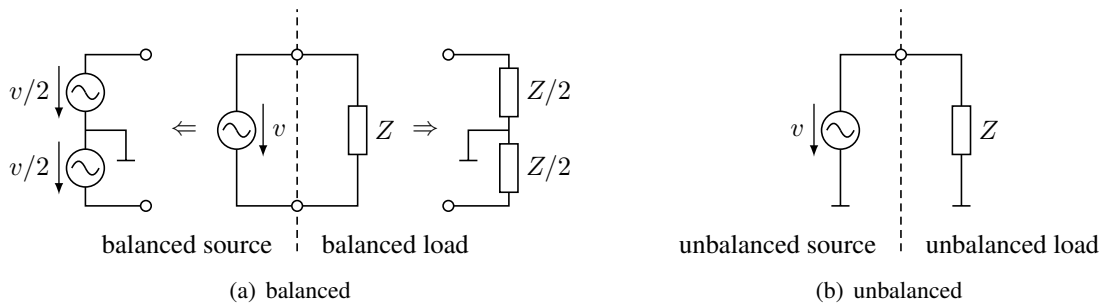 v/2
v/2
⇐
v
Z
⇒
Z/2
Z/2
balanced source
balanced load
(a) balanced
v
Z
unbalanced source
unbalanced load
(b) unbalanced